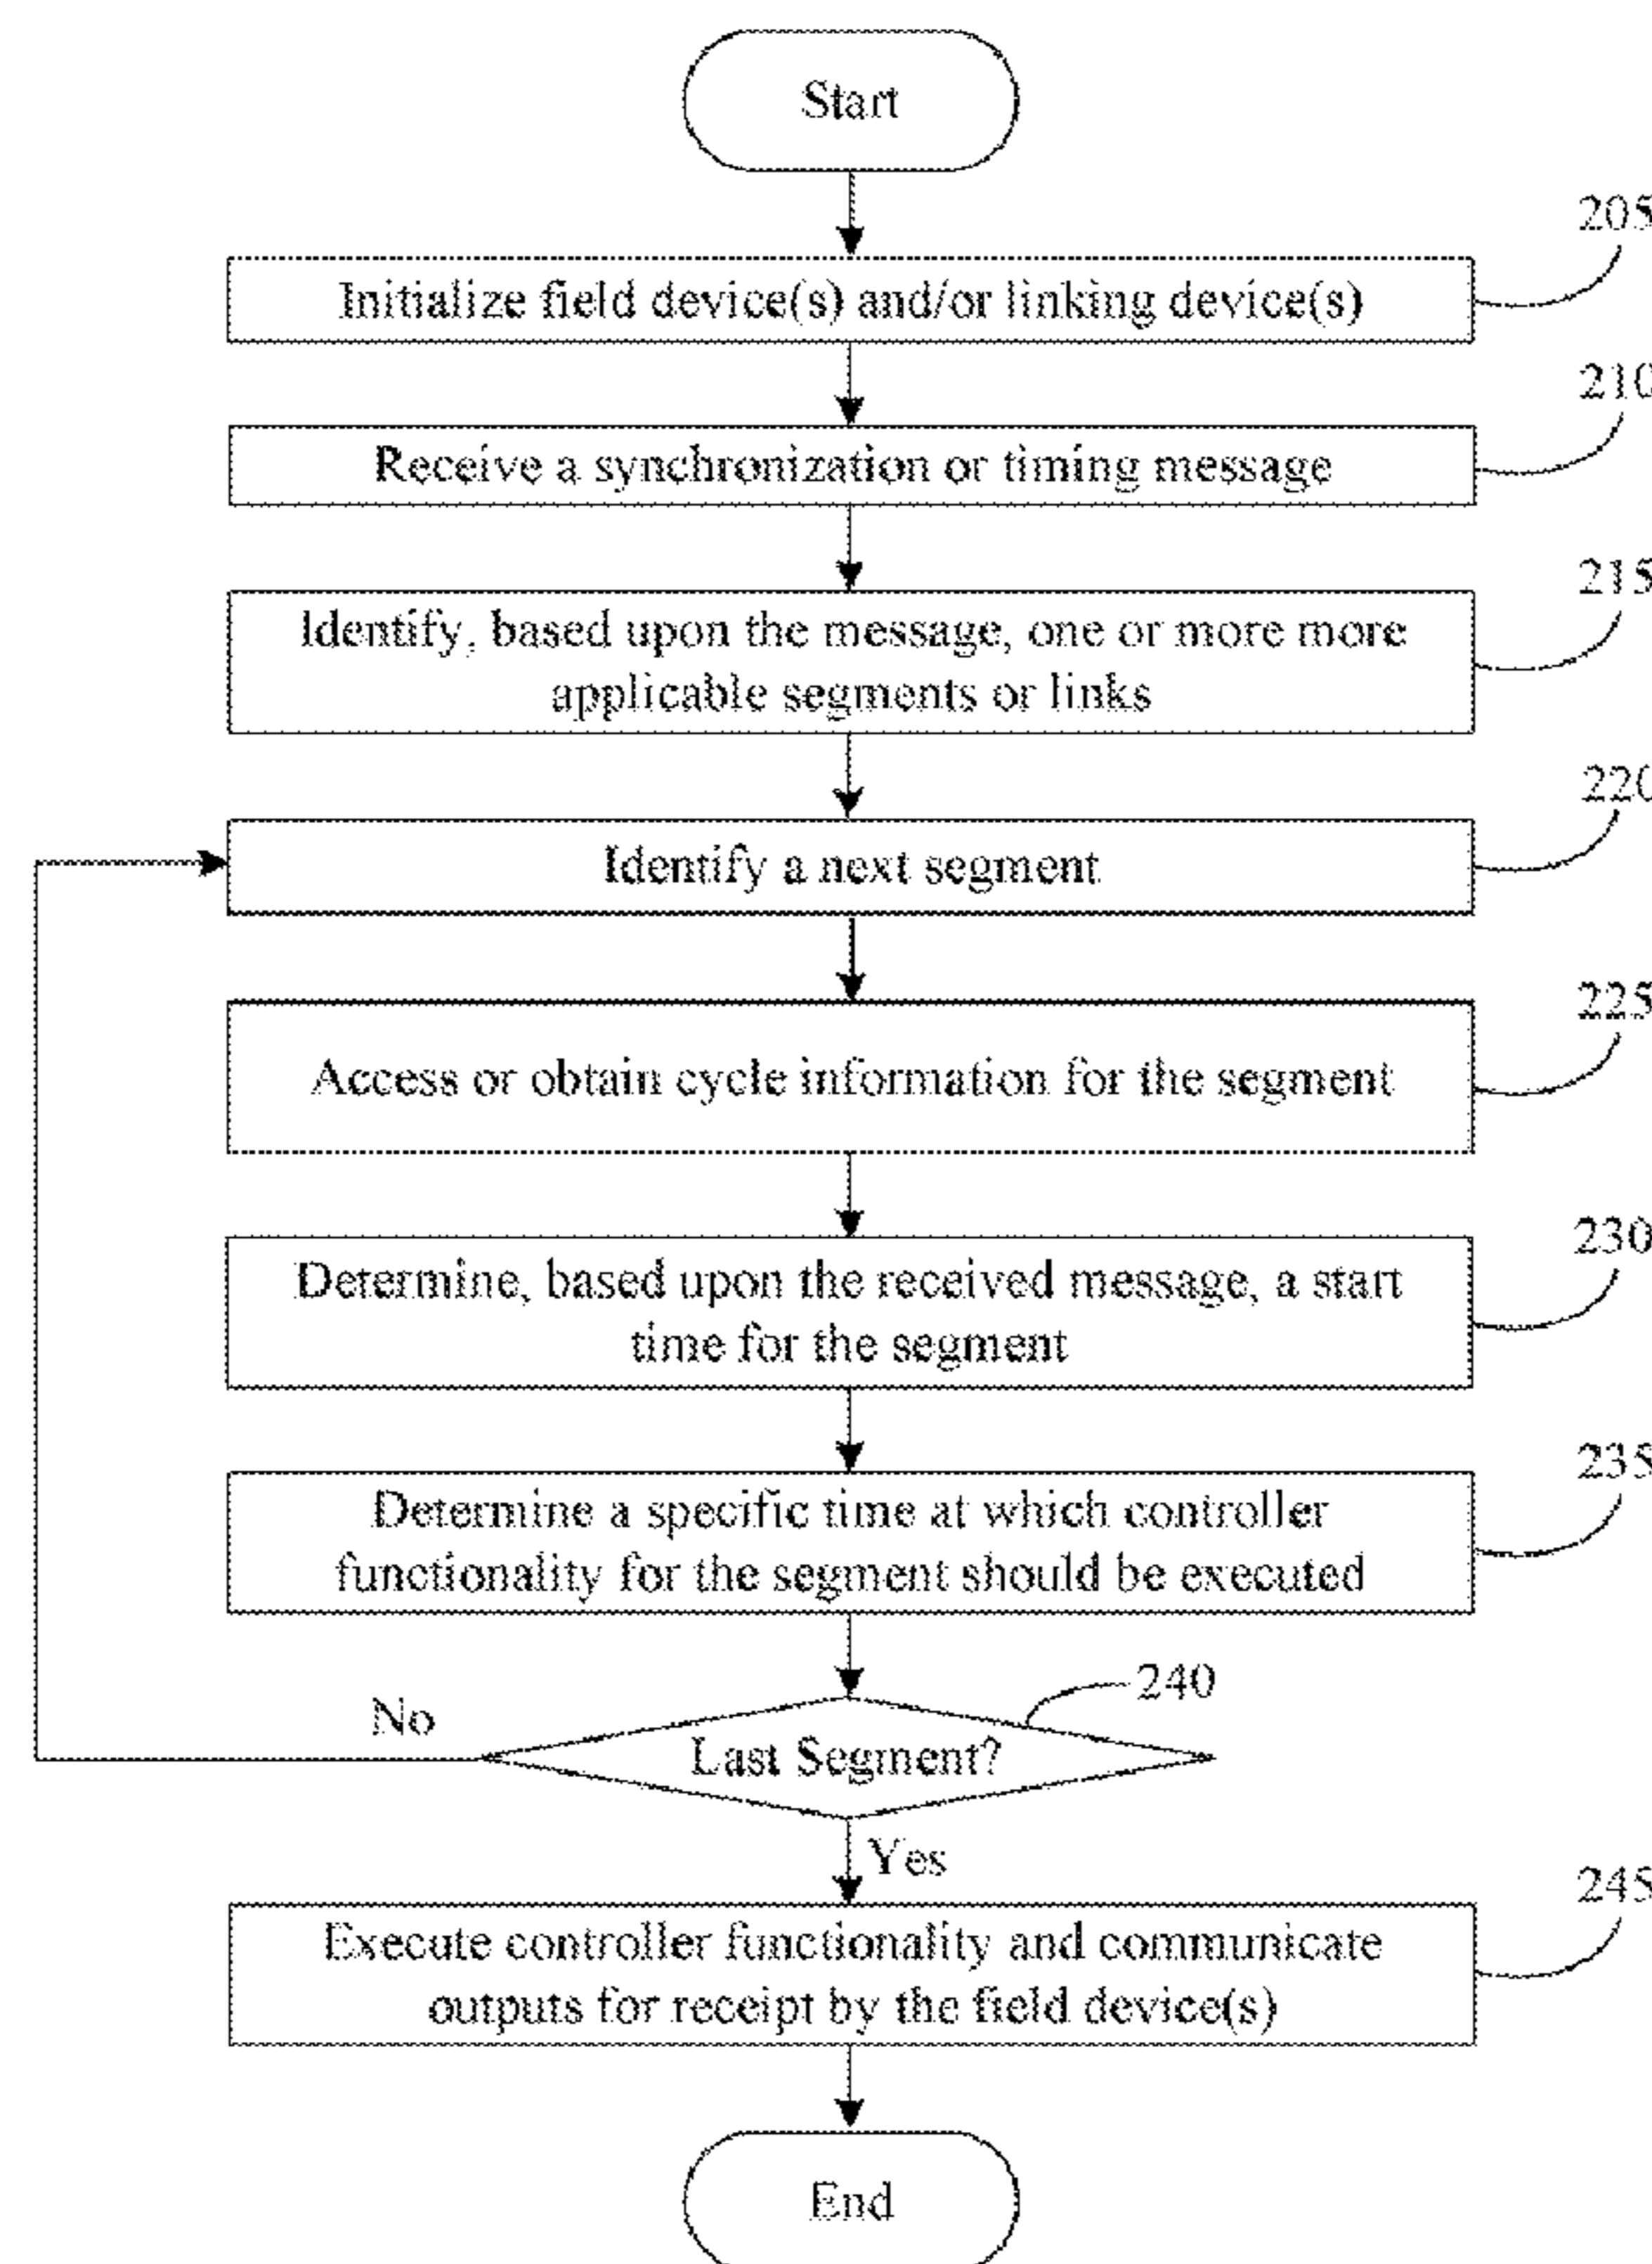 Start
205
Initialize field device(s) and/or linking device(s)
210
Receive a synchronization or timing message
215
Identify, based upon the message, one or more more
applicable segments or links
220
Identify a next segment
225
Access or obtain cycle information for the segment
230
Determine, based upon the received message, a start
time for the segment
235
Determine a specific time at which controller
functionality for the segment should be executed
240
No
Last Segment?
Yes
245
Execute controller functionality and communicate
outputs for receipt by the field device(s)
End